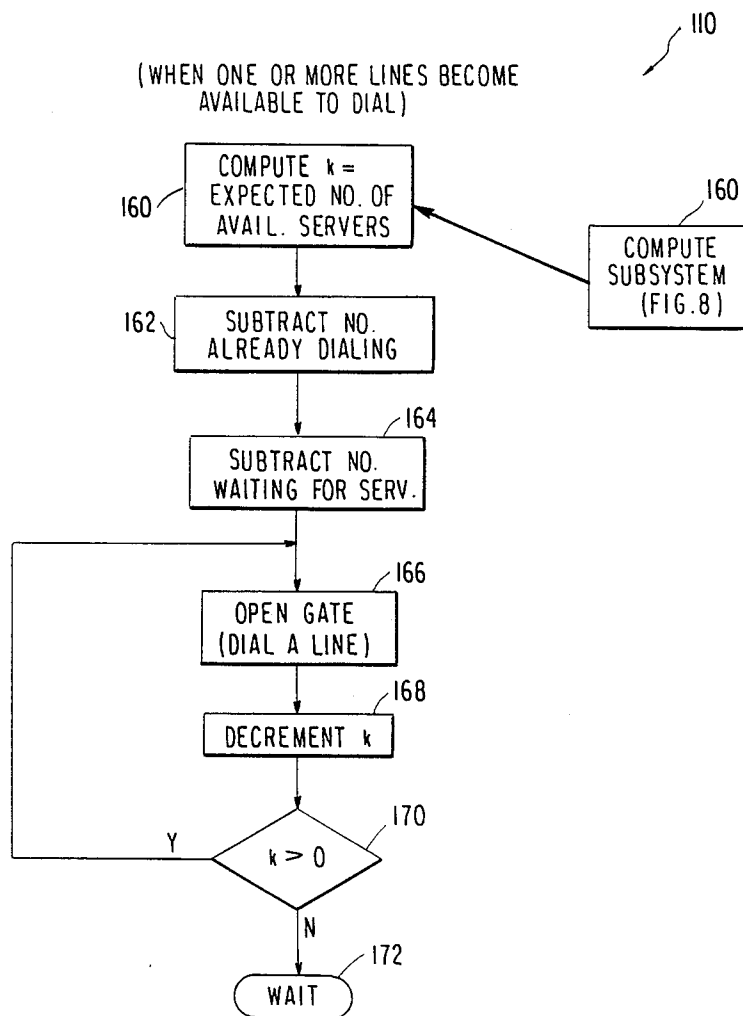 110
(WHEN ONE OR MORE LINES BECOME
AVAILABLE TO DIAL)
160
COMPUTE k =
EXPECTED NO. OF
AVAIL. SERVERS
160
COMPUTE
SUBSYSTEM
(FIG.8)
162
SUBTRACT NO.
ALREADY DIALING
164
SUBTRACT NO.
WAITING FOR SERV.
166
OPEN GATE
(DIAL A LINE)
168
DECREMENT k
170
Y
k > 0
N
172
WAIT